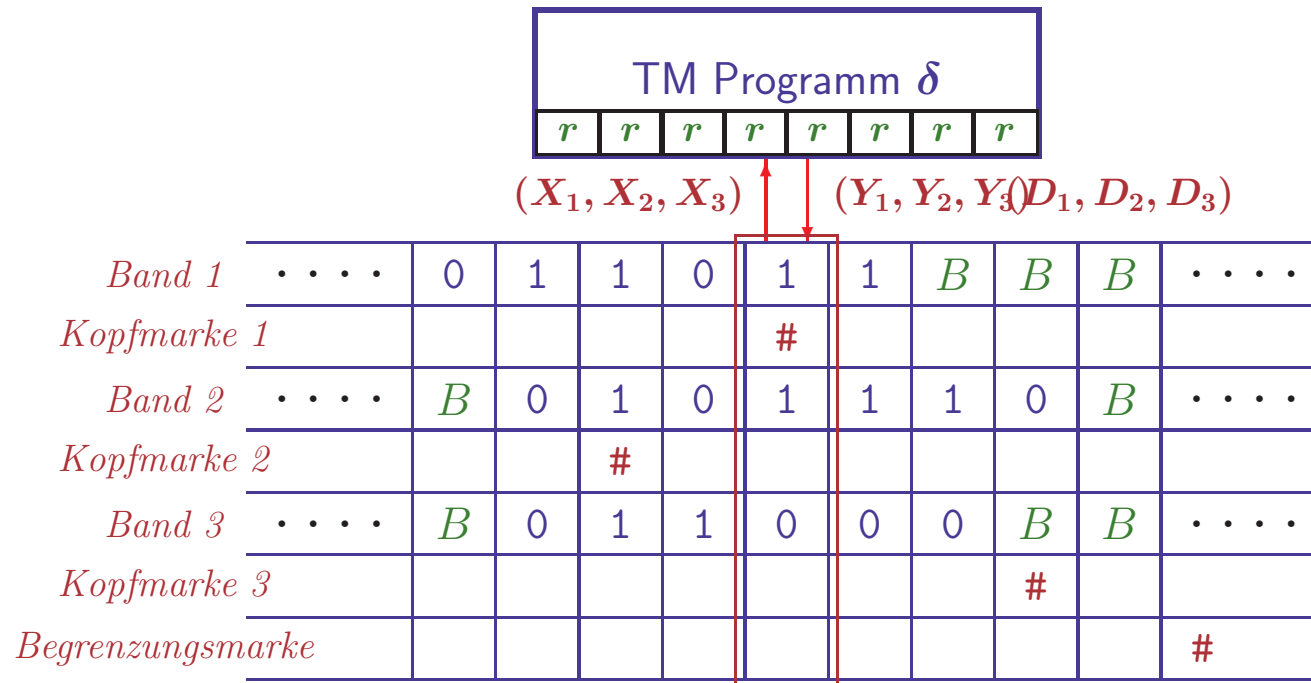 TM Programm δ
r r r r r r r r
(X₁, X₂, X₃) (Y₁, Y₂, Y₃)(D₁, D₂, D₃)
Band 1 · · · · 0 1 1 0 1 1 B B B · · · ·
Kopfmarke 1 #
Band 2 · · · · B 0 1 0 1 1 1 0 B · · · ·
Kopfmarke 2 #
Band 3 · · · · B 0 1 1 0 0 0 B B · · · ·
Kopfmarke 3 #
Begrenzungsmarke #